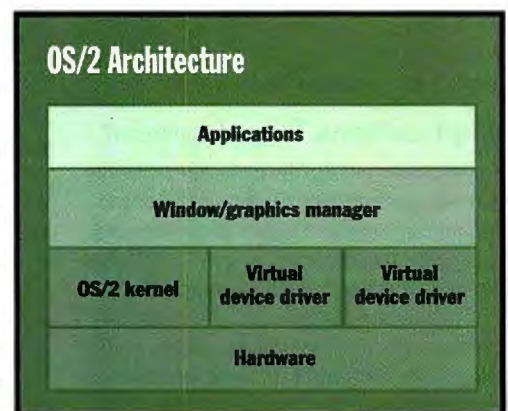 OS/2 Architecture
Applications
Window/graphics manager
OS/2 kernel
Virtual
device driver
Virtual
device driver
Hardware